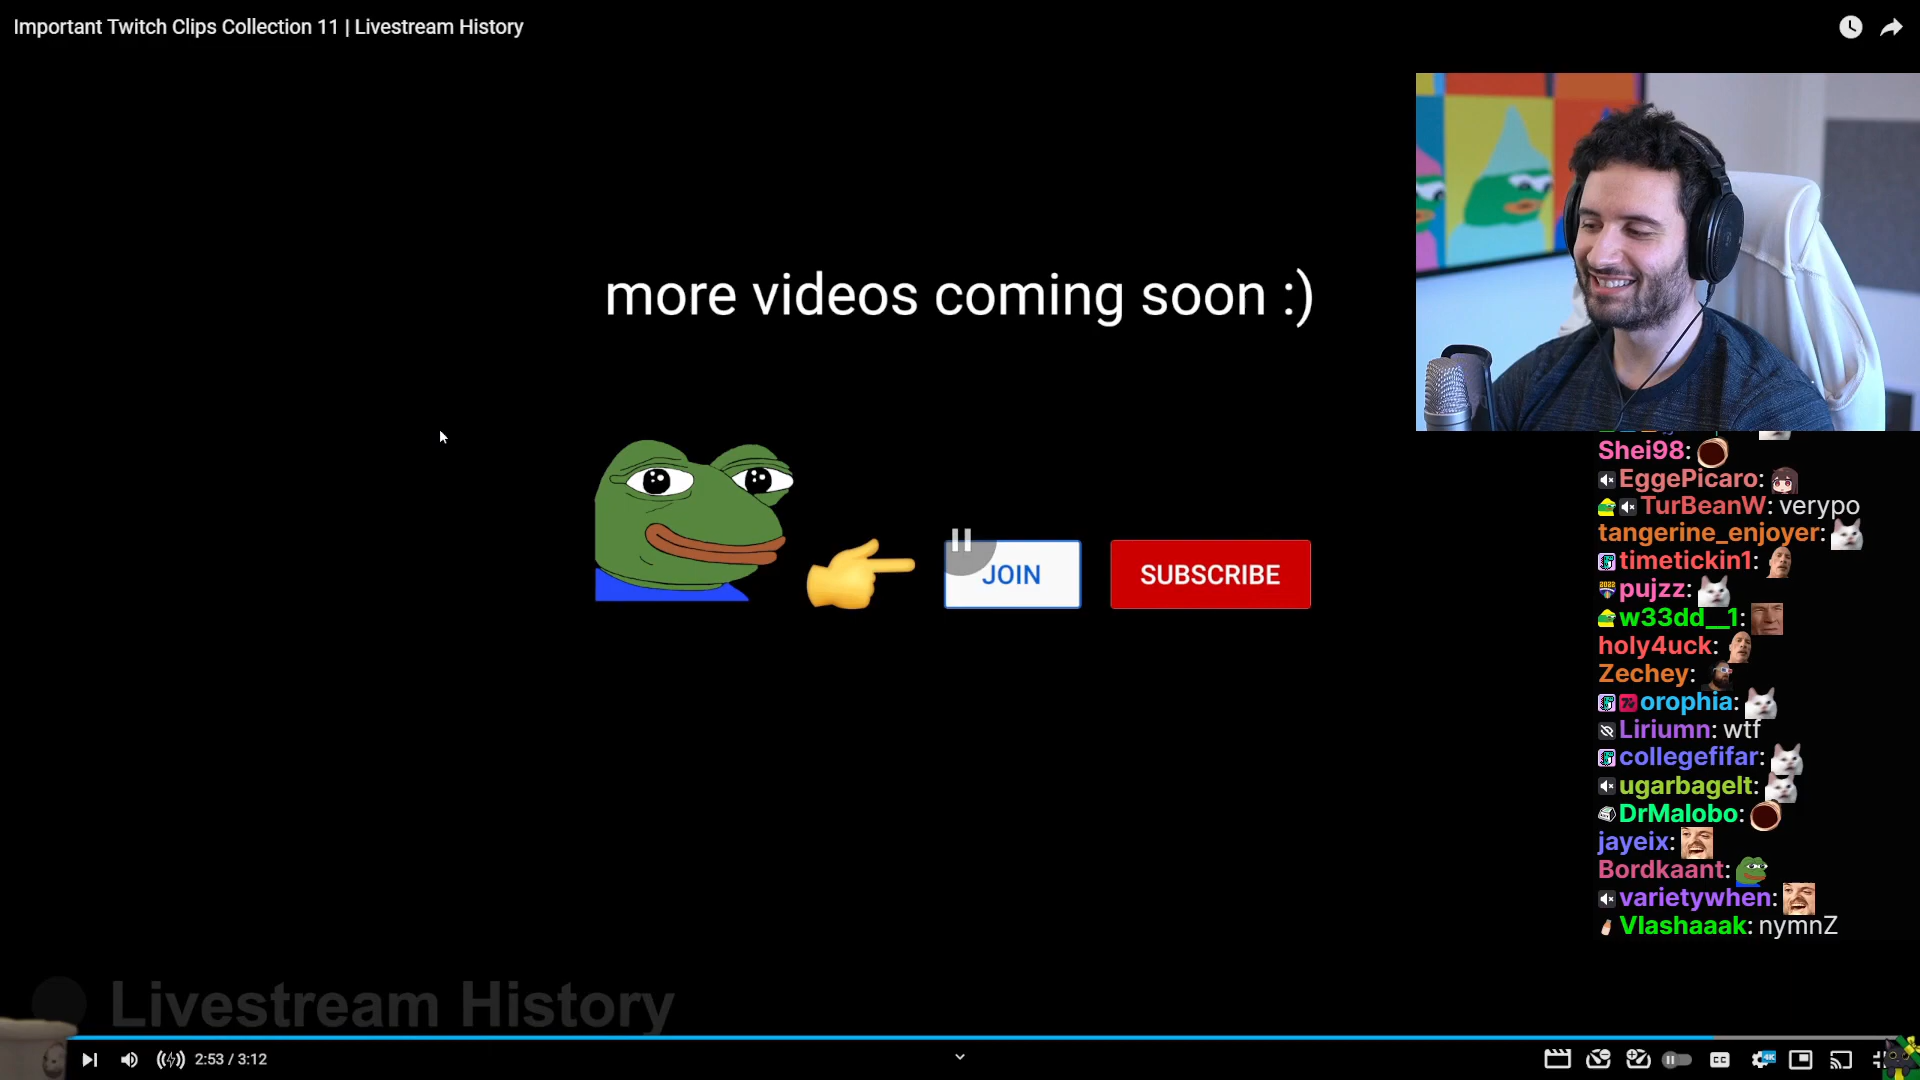 Important Twitch Clips Collection 11 | Livestream History
more videos coming soon :)
JOIN
SUBSCRIBE
Shei98:
EggePicaro:
TurBeanW: verypo
tangerine_enjoyer:
timetickin1:
pujzz:
w33dd__1:
holy4uck:
Zechey:
orophia:
Liriumn: wtf
collegefifar:
ugarbagelt:
DrMalobo:
jayeix:
Bordkaant:
varietywhen:
Vlashaaak: nymnZ
Livestream History
2:53 / 3:12
CC
4K